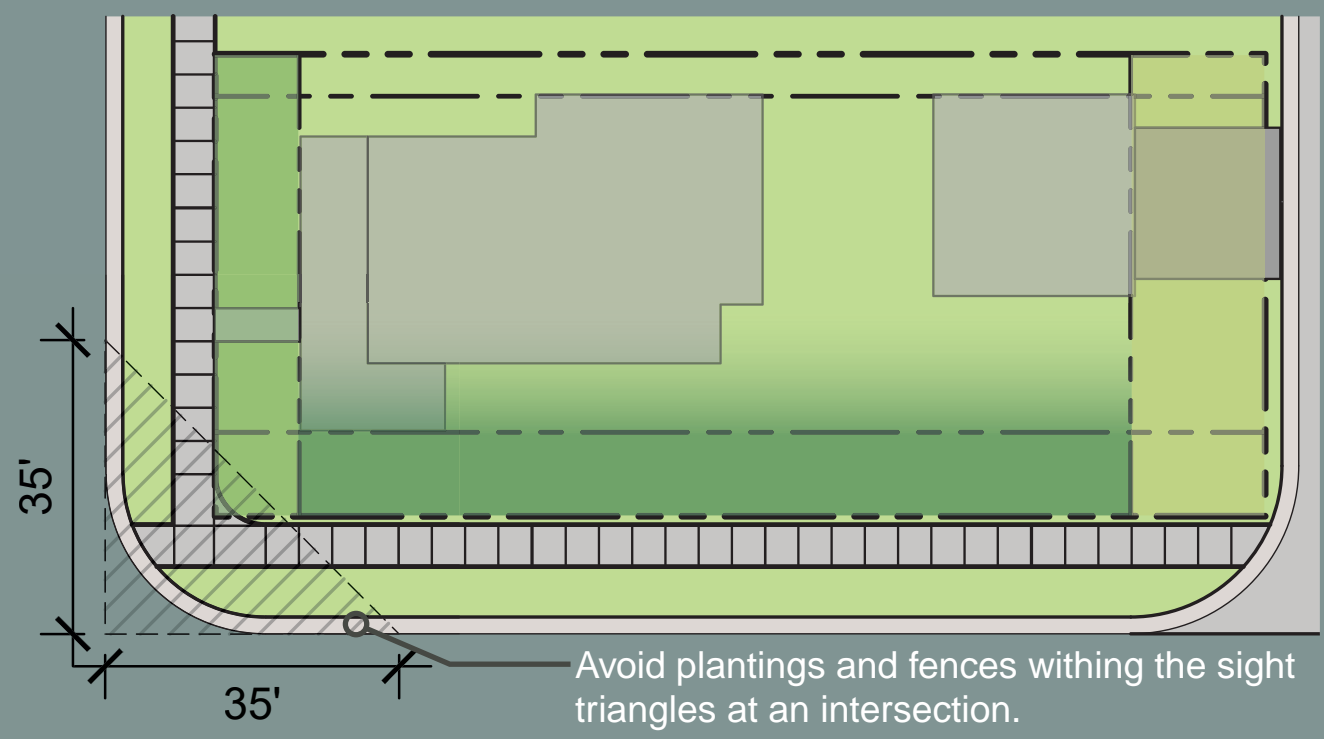 35'
35'
Avoid plantings and fences withing the sight
triangles at an intersection.